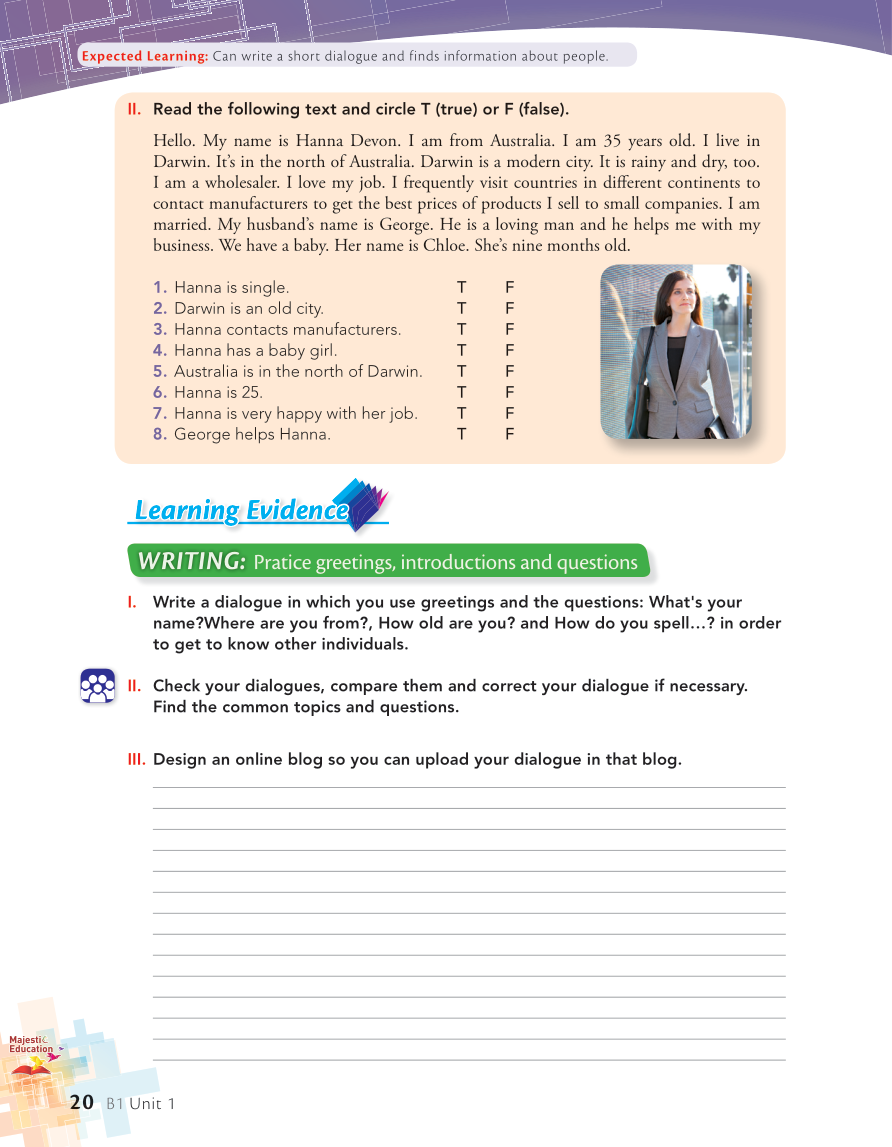 Expected Learning: Can write a short dialogue and finds information about people.
II. Read the following text and circle T (true) or F (false).
Hello. My name is Hanna Devon. I am from Australia. I am 35 years old. I live in
Darwin. It’s in the north of Australia. Darwin is a modern city. It is rainy and dry, too.
I am a wholesaler. I love my job. I frequently visit countries in different continents to
contact manufacturers to get the best prices of products I sell to small companies. I am
married. My husband’s name is George. He is a loving man and he helps me with my
business. We have a baby. Her name is Chloe. She’s nine months old.
1. Hanna is single. T F
2. Darwin is an old city. T F
3. Hanna contacts manufacturers. T F
4. Hanna has a baby girl. T F
5. Australia is in the north of Darwin. T F
6. Hanna is 25. T F
7. Hanna is very happy with her job. T F
8. George helps Hanna. T F
Learning Evidence
WRITING: Pratice greetings, introductions and questions
I. Write a dialogue in which you use greetings and the questions: What's your
name?Where are you from?, How old are you? and How do you spell…? in order
to get to know other individuals.
II. Check your dialogues, compare them and correct your dialogue if necessary.
Find the common topics and questions.
III. Design an online blog so you can upload your dialogue in that blog.
Majestic
Education
20 B1 Unit 1